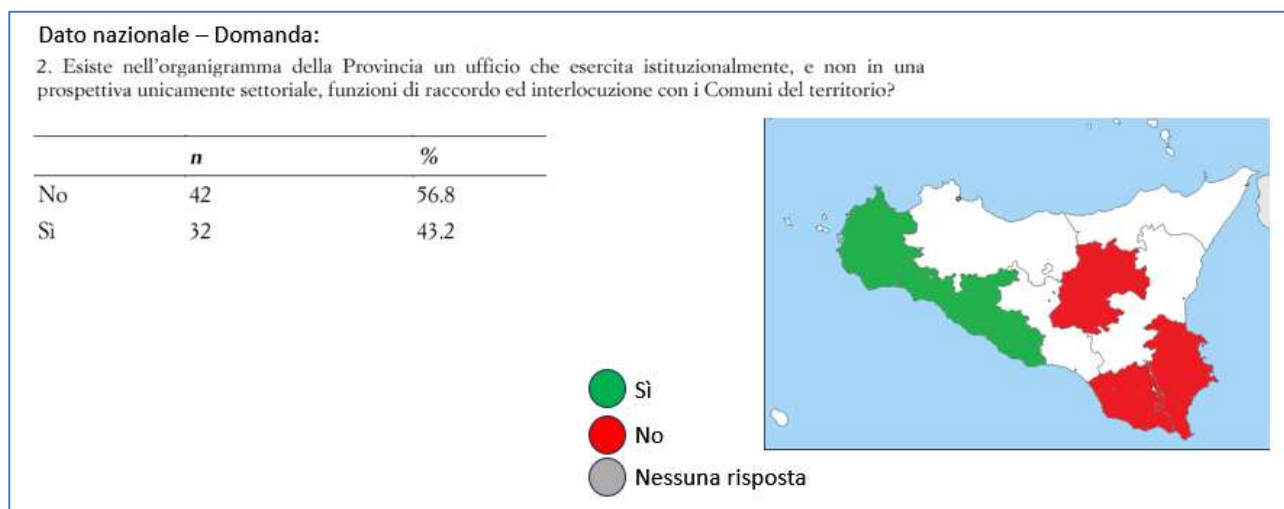 Dato nazionale – Domanda:
2. Esiste nell'organigramma della Provincia un ufficio che esercita istituzionalmente, e non in una
prospettiva unicamente settoriale, funzioni di raccordo ed interlocuzione con i Comuni del territorio?
n %
No 42 56.8
Sì 32 43.2
Sì
No
Nessuna risposta